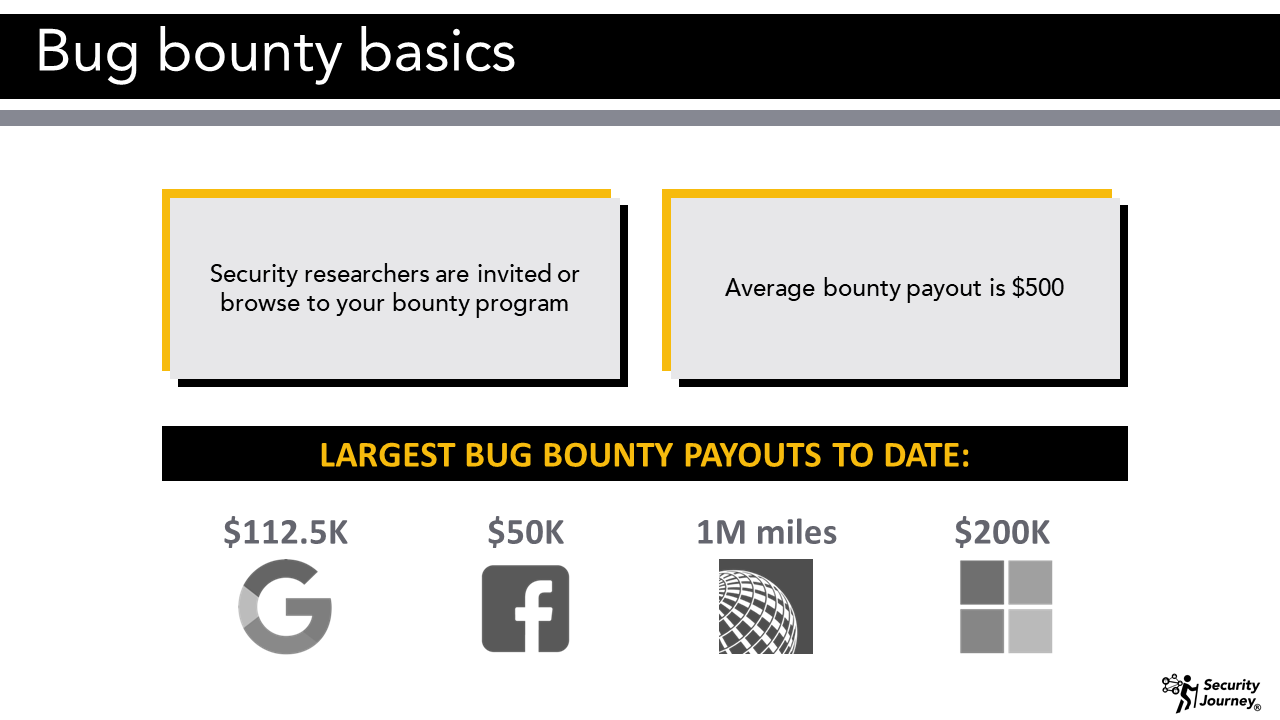 Bug bounty basics
Security researchers are invited or
browse to your bounty program
Average bounty payout is $500
LARGEST BUG BOUNTY PAYOUTS TO DATE:
$112.5K
$50K
1M miles
$200K
Security
Journey®